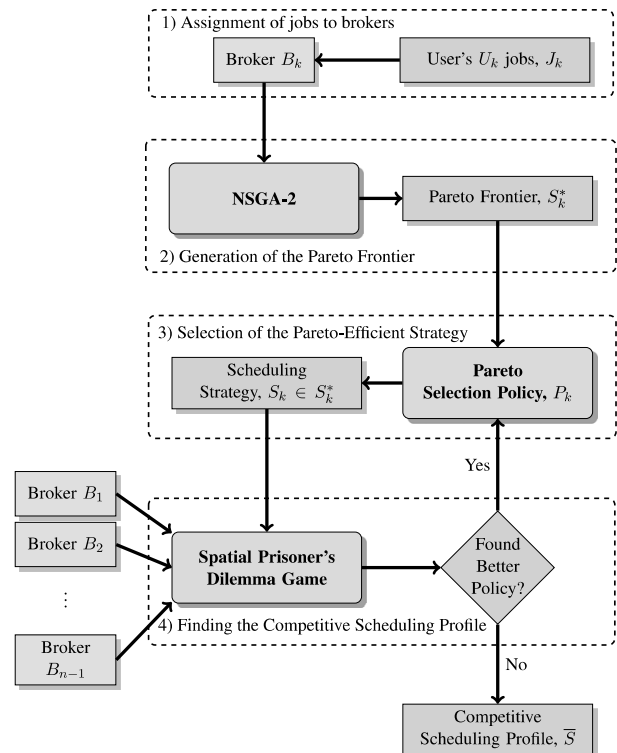 1) Assignment of jobs to brokers
Broker B_k
User's U_k jobs, J_k
NSGA-2
Pareto Frontier, S_k^*
2) Generation of the Pareto Frontier
3) Selection of the Pareto-Efficient Strategy
Scheduling
Strategy, S_k ∈ S_k^*
Pareto
Selection Policy, P_k
Yes
Broker B_1
Broker B_2
⋮
Broker
B_{n−1}
Spatial Prisoner's
Dilemma Game
Found
Better
Policy?
4) Finding the Competitive Scheduling Profile
No
Competitive
Scheduling Profile, S̅